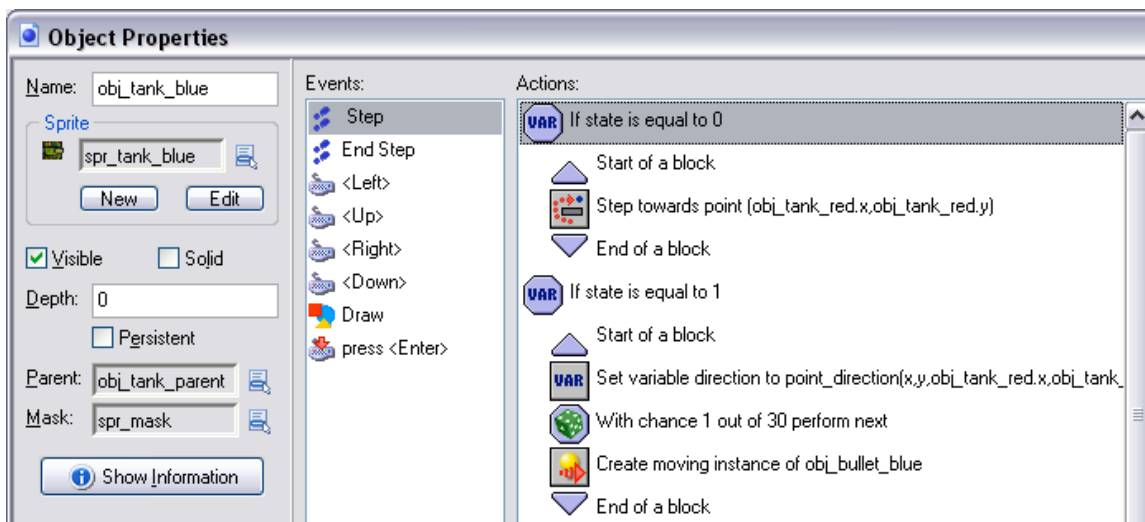 Object Properties
Name: obj_tank_blue
Sprite
spr_tank_blue
New Edit
Visible Solid
Depth: 0
Persistent
Parent: obj_tank_parent
Mask: spr_mask
Show Information
Events:
Step
End Step
<Left>
<Up>
<Right>
<Down>
Draw
press <Enter>
Actions:
VAR If state is equal to 0
Start of a block
Step towards point (obj_tank_red.x,obj_tank_red.y)
End of a block
VAR If state is equal to 1
Start of a block
VAR Set variable direction to point_direction(x,y,obj_tank_red.x,obj_tank_
With chance 1 out of 30 perform next
Create moving instance of obj_bullet_blue
End of a block